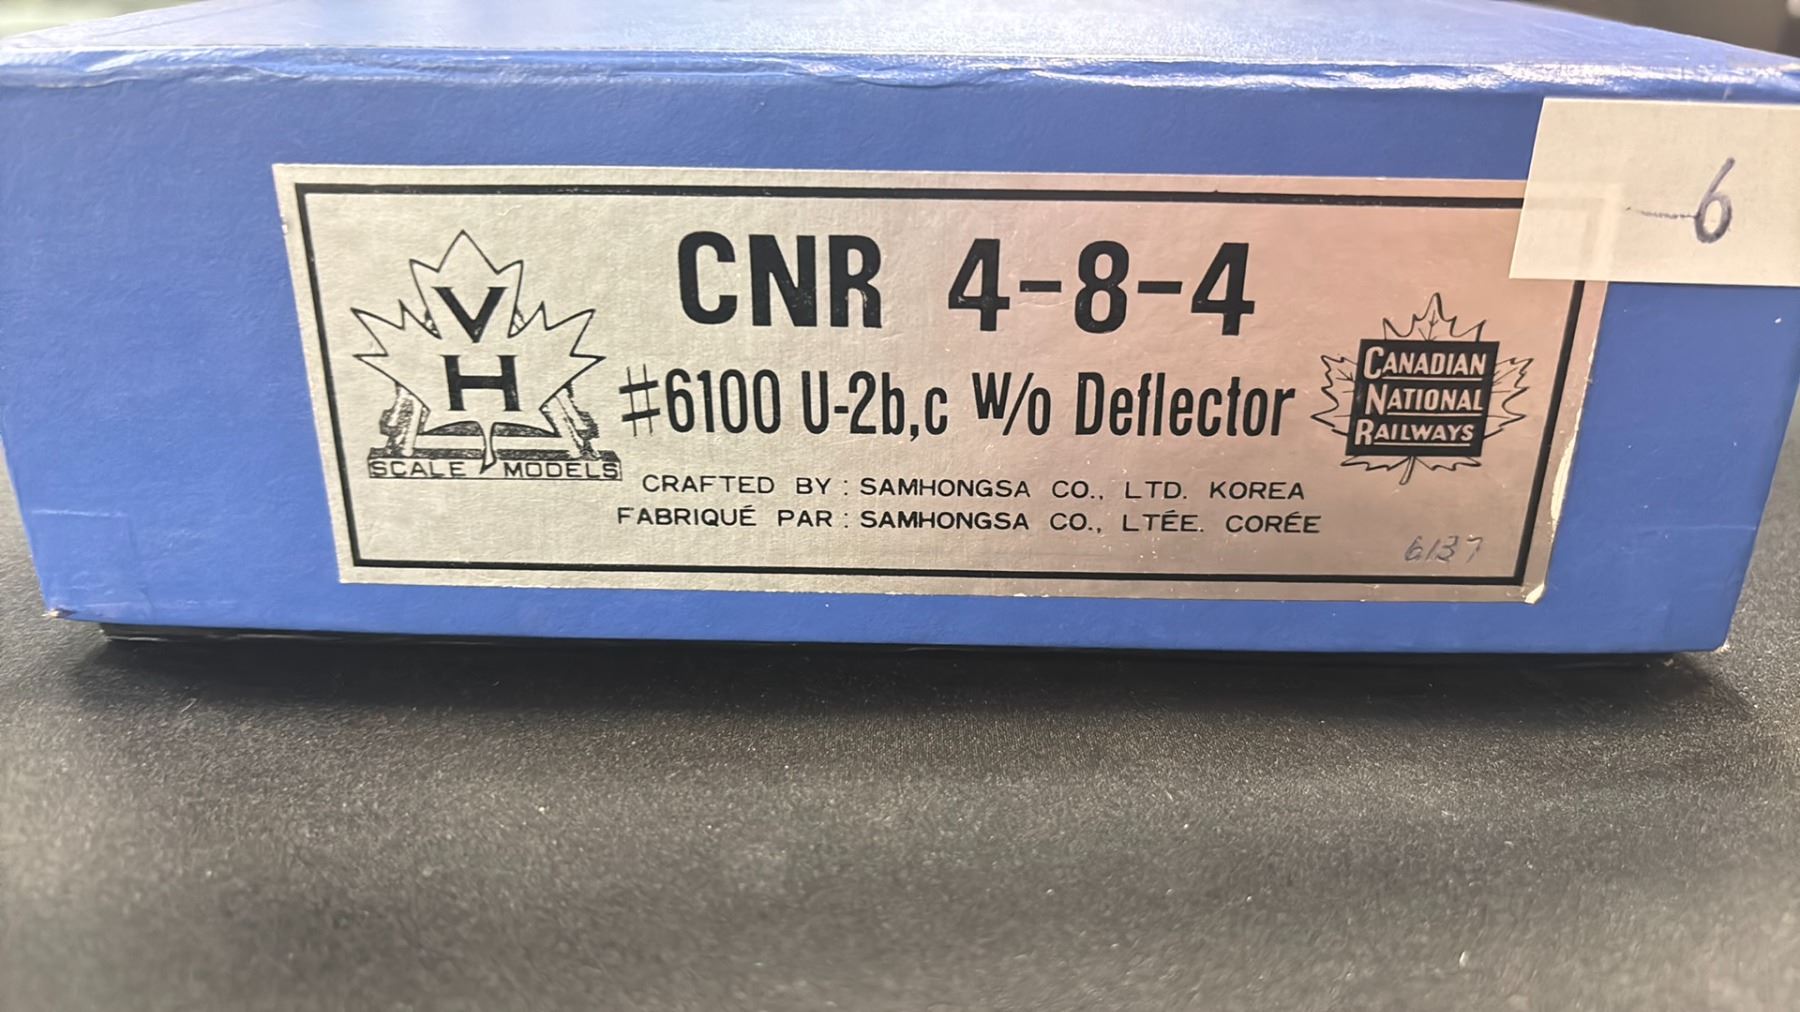 6
CNR 4-8-4
V
H
SCALE MODELS
#6100 U-2b,c W/o Deflector
CANADIAN
NATIONAL
RAILWAYS
CRAFTED BY : SAMHONGSA CO., LTD. KOREA
FABRIQUÉ PAR : SAMHONGSA CO., LTÉE. CORÉE
6137